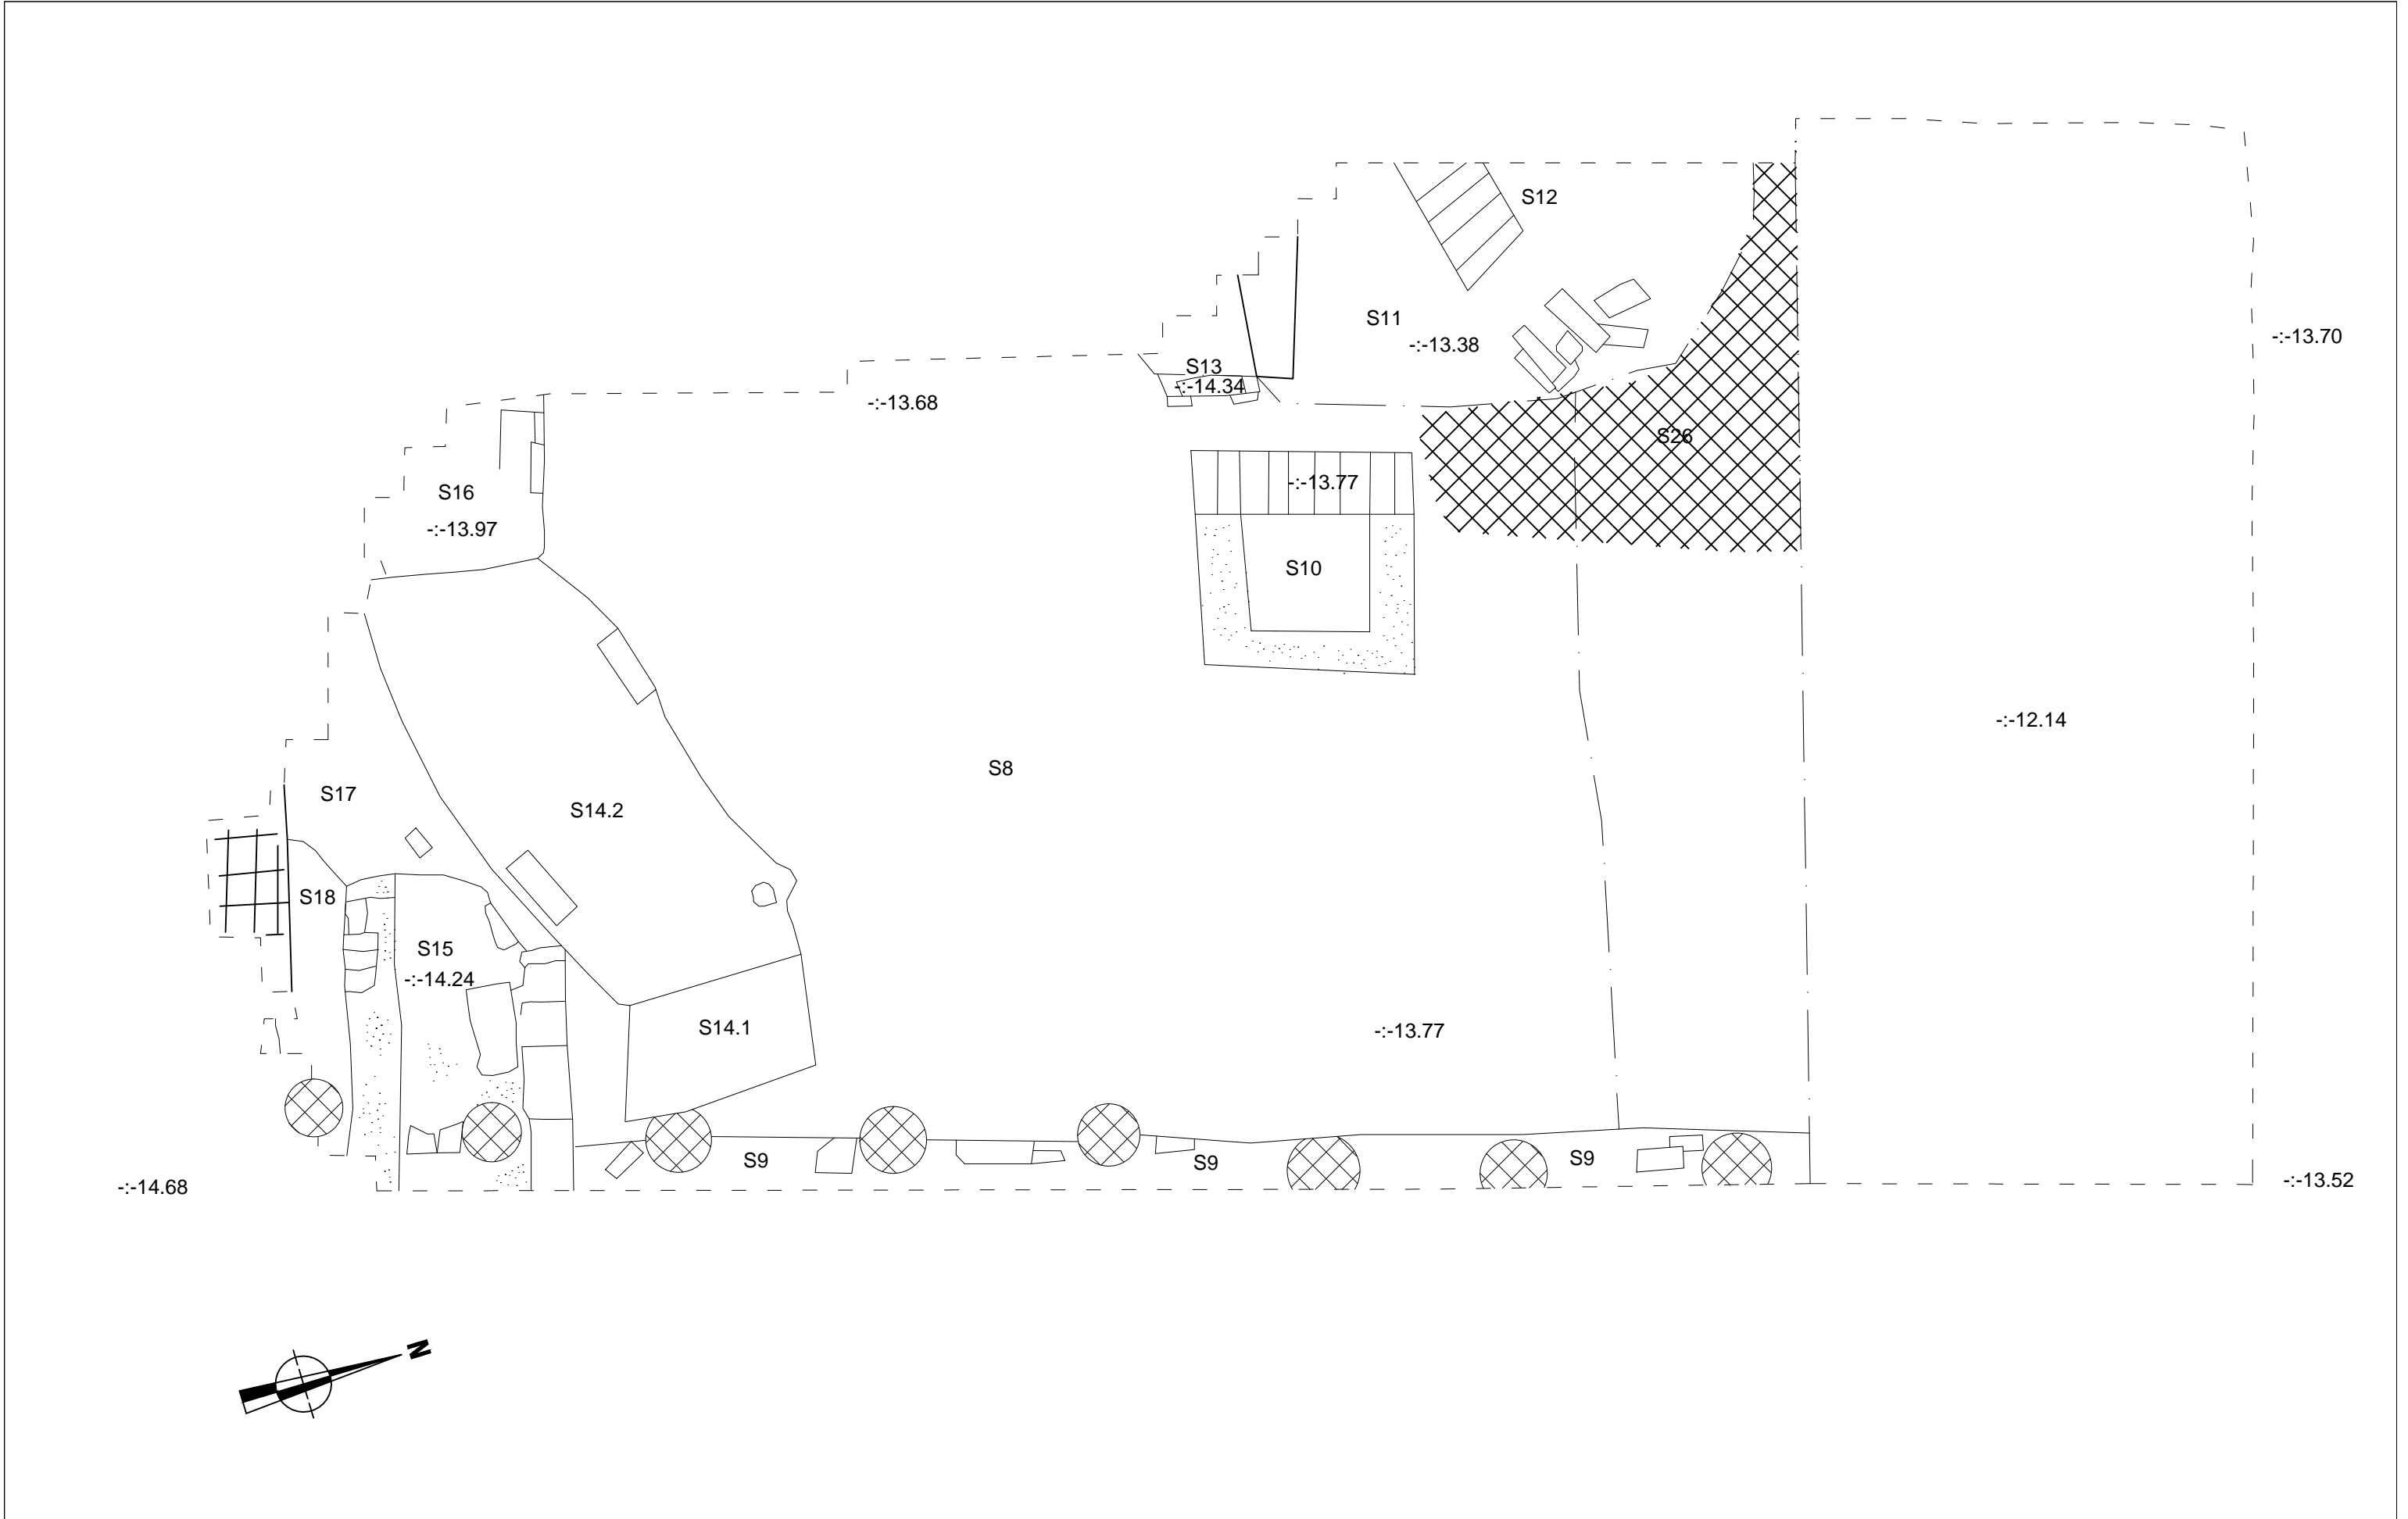 S12
S11
-:-13.38
-:-13.70
S13
-:-14.34
-:-13.68
S26
-:-13.77
S16
-:-13.97
S10
-:-12.14
S8
S17
S14.2
S18
S15
-:-14.24
S14.1
-:-13.77
S9
S9
S9
-:-14.68
-:-13.52
N